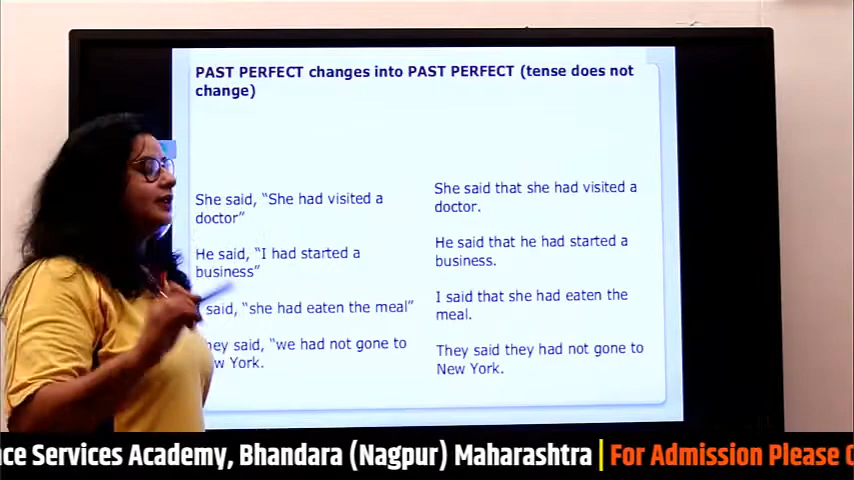 PAST PERFECT changes into PAST PERFECT (tense does not
change)
She said, “She had visited a
doctor”
He said, “I had started a
business”
said, “she had eaten the meal”
they said, “we had not gone to
New York.
She said that she had visited a
doctor.
He said that he had started a
business.
I said that she had eaten the
meal.
They said they had not gone to
New York.
Services Academy, Bhandara (Nagpur) Maharashtra | For Admission Please